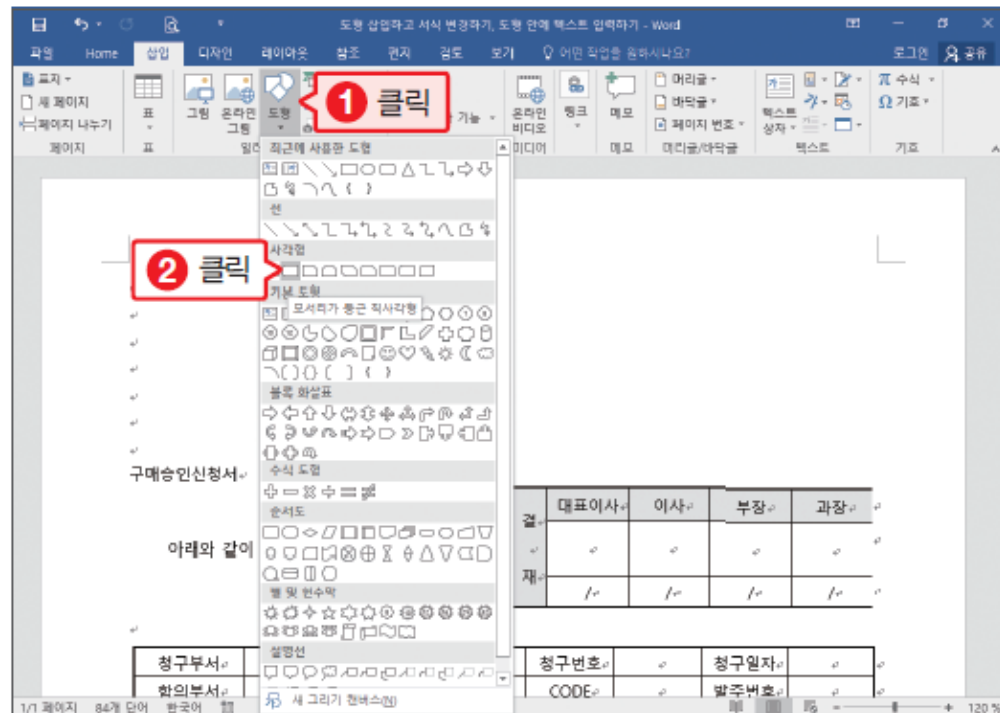 도형 삽입하고 서식 변경하기, 도형 안에 텍스트 입력하기 - Word
파일 Home 삽입 디자인 레이아웃 참조 편지 검토 보기 어떤 작업을 원하시나요? 로그인 공유
표지
새 페이지
페이지 나누기
표
그림
온라인 그림
도형
1 클릭
기능
온라인 비디오
링크
메모
머리글
바닥글
페이지 번호
텍스트 상자
수식
기호
페이지 표 미디어 메모 머리글/바닥글 텍스트 기호
최근에 사용한 도형
선
사각형
2 클릭
기본 도형
모서리가 둥근 직사각형
블록 화살표
수식 도형
순서도
별 및 현수막
설명선
새 그리기 캔버스(N)
구매승인신청서
아래와 같이
결 재
대표이사 이사 부장 과장
/ / / /
청구부서 청구번호 청구일자
합의부서 CODE 발주번호
1/1 페이지 84개 단어 한국어 120 %